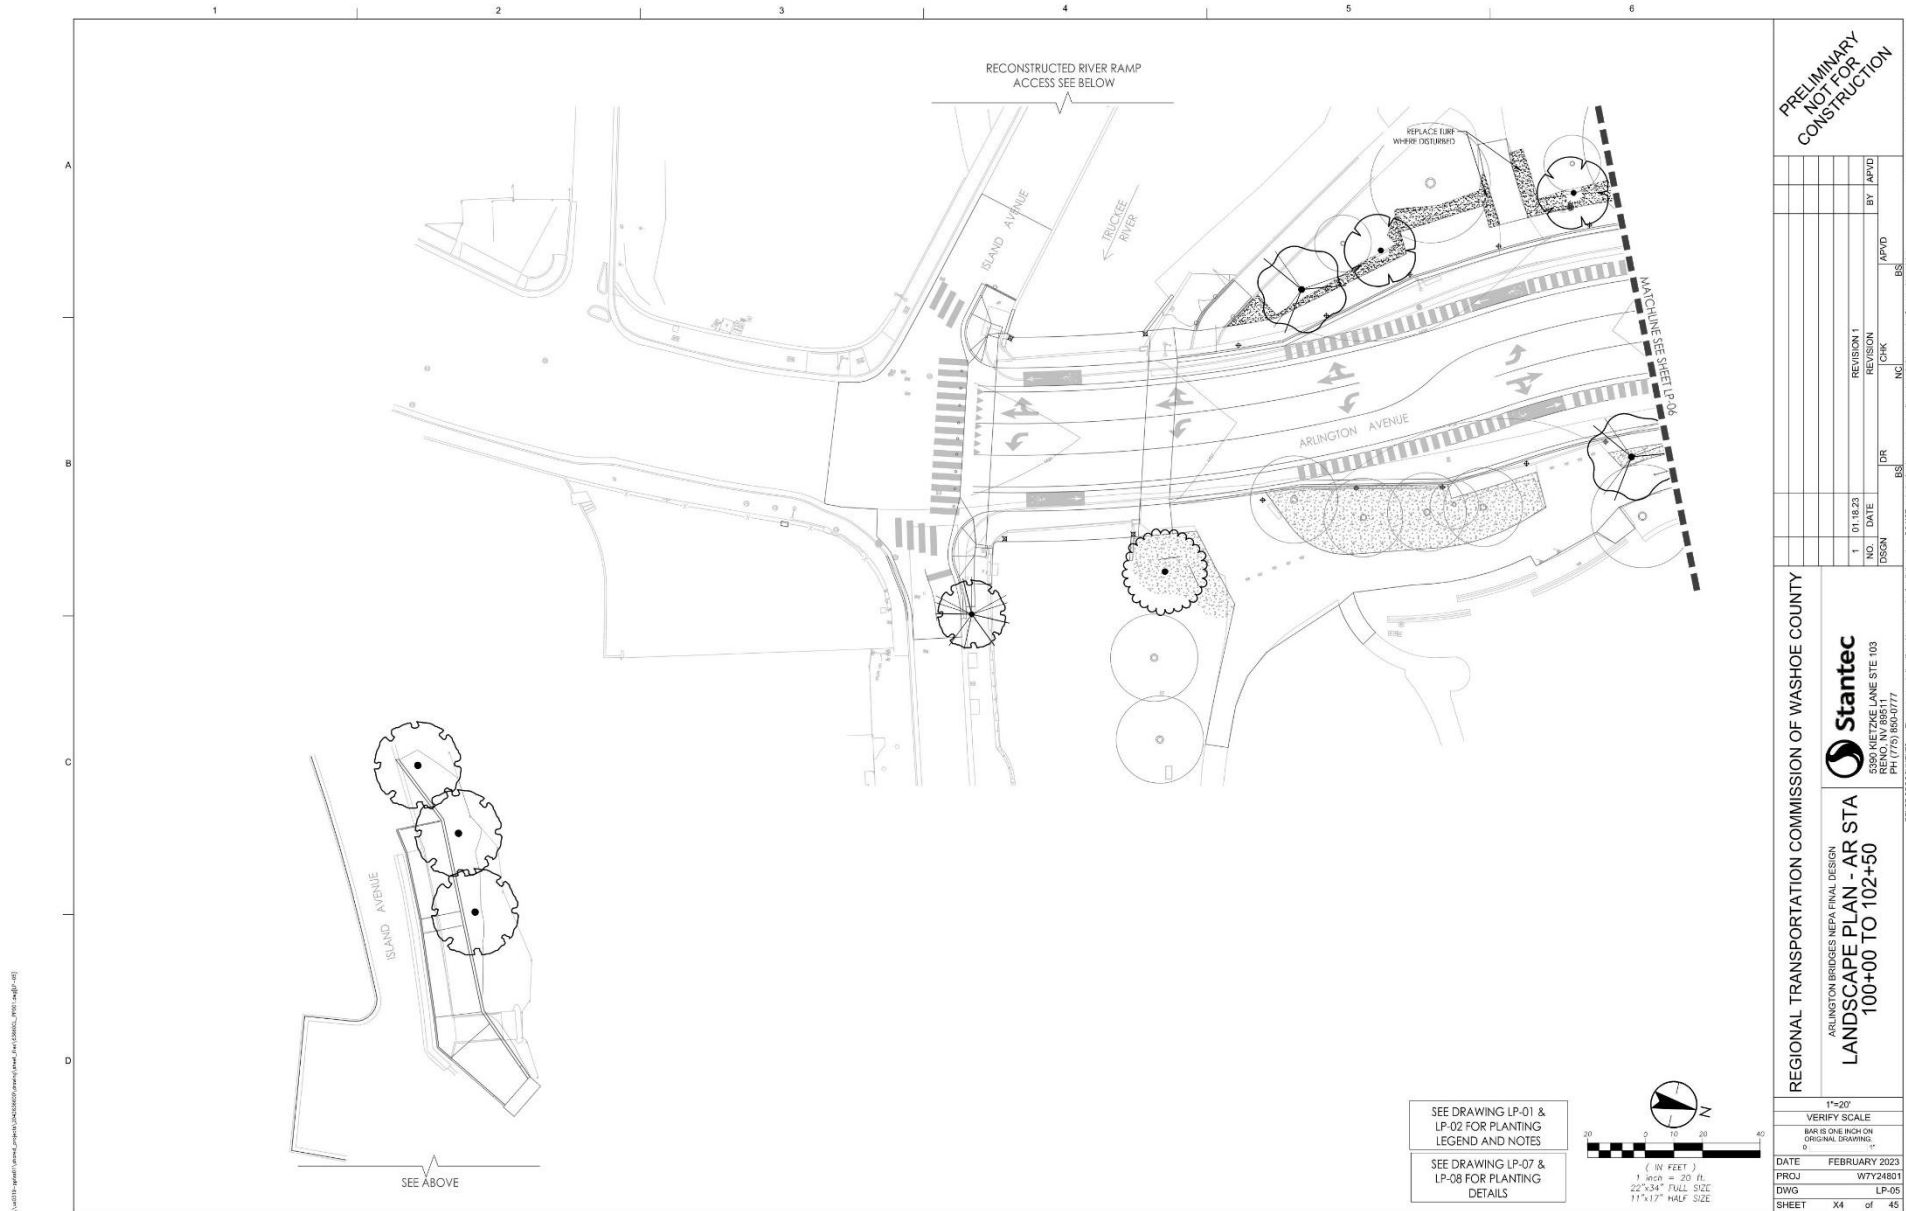 1 2 3 4 5 6
A
B
C
D
RECONSTRUCTED RIVER RAMP
ACCESS SEE BELOW
REPLACE TURF
WHERE DISTURBED
ISLAND AVENUE
TRUCKEE
RIVER
MATCHLINE SEE SHEET LP-06
ARLINGTON AVENUE
ISLAND AVENUE
SEE ABOVE
SEE DRAWING LP-01 &
LP-02 FOR PLANTING
LEGEND AND NOTES
SEE DRAWING LP-07 &
LP-08 FOR PLANTING
DETAILS
N
20 0 10 20 40
( IN FEET )
1 inch = 20 ft.
22"x34" FULL SIZE
11"x17" HALF SIZE
PRELIMINARY
NOT FOR
CONSTRUCTION
1 01.18.23 REVISION 1
NO. DATE REVISION BY APVD
DSGN DR CHK APVD
BS NC BS
REGIONAL TRANSPORTATION COMMISSION OF WASHOE COUNTY
Stantec
5390 KIETZKE LANE STE 103
RENO, NV 89511
PH (775) 850-0777
ARLINGTON BRIDGES NEPA FINAL DESIGN
LANDSCAPE PLAN - AR STA
100+00 TO 102+50
1"=20'
VERIFY SCALE
BAR IS ONE INCH ON
ORIGINAL DRAWING.
0 1"
DATE FEBRUARY 2023
PROJ W7Y24801
DWG LP-05
SHEET X4 of 45